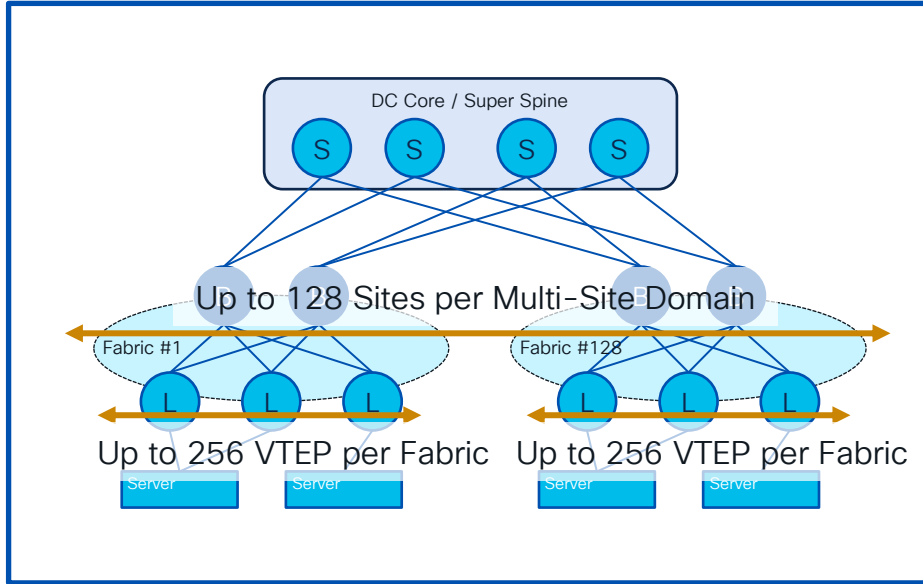 DC Core / Super Spine
S S S S
B B B B
Up to 128 Sites per Multi-Site Domain
Fabric #1 Fabric #128
L L L L L L
Up to 256 VTEP per Fabric Up to 256 VTEP per Fabric
Server Server Server Server